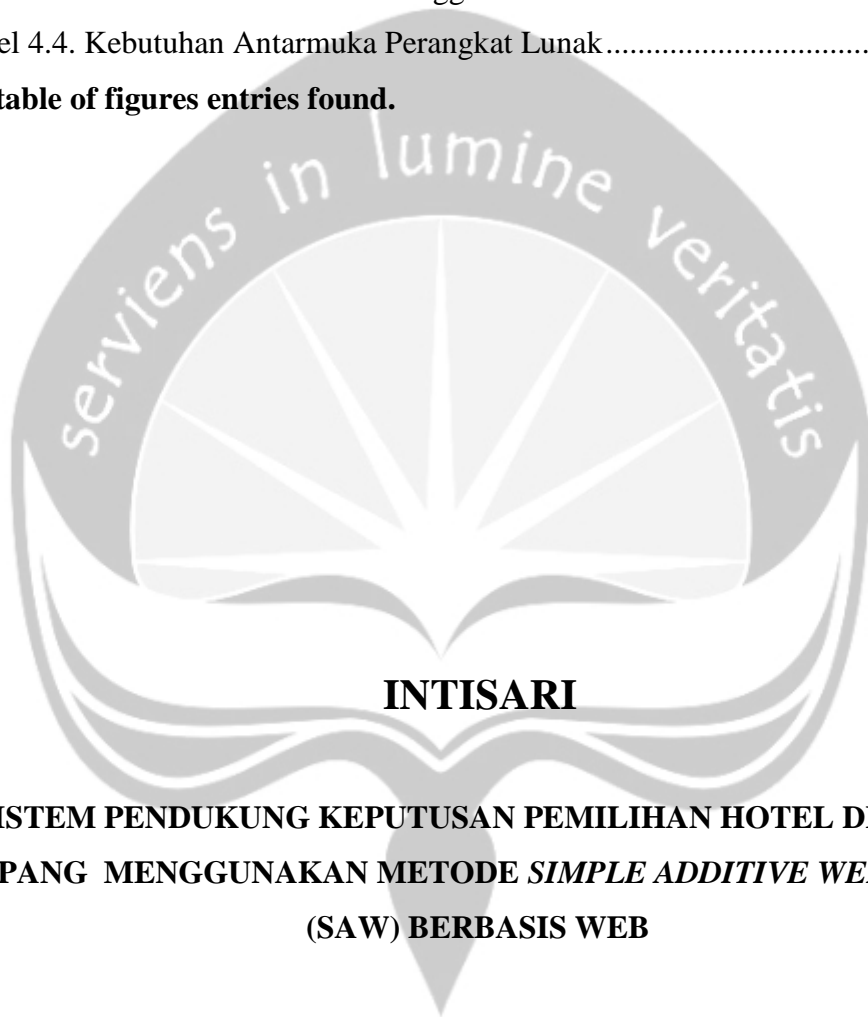 el 4.4. Kebutuhan Antarmuka Perangkat Lunak
table of figures entries found.
serviens in lumine veritatis
INTISARI
ISTEM PENDUKUNG KEPUTUSAN PEMILIHAN HOTEL DI
PANG MENGGUNAKAN METODE SIMPLE ADDITIVE WE
(SAW) BERBASIS WEB